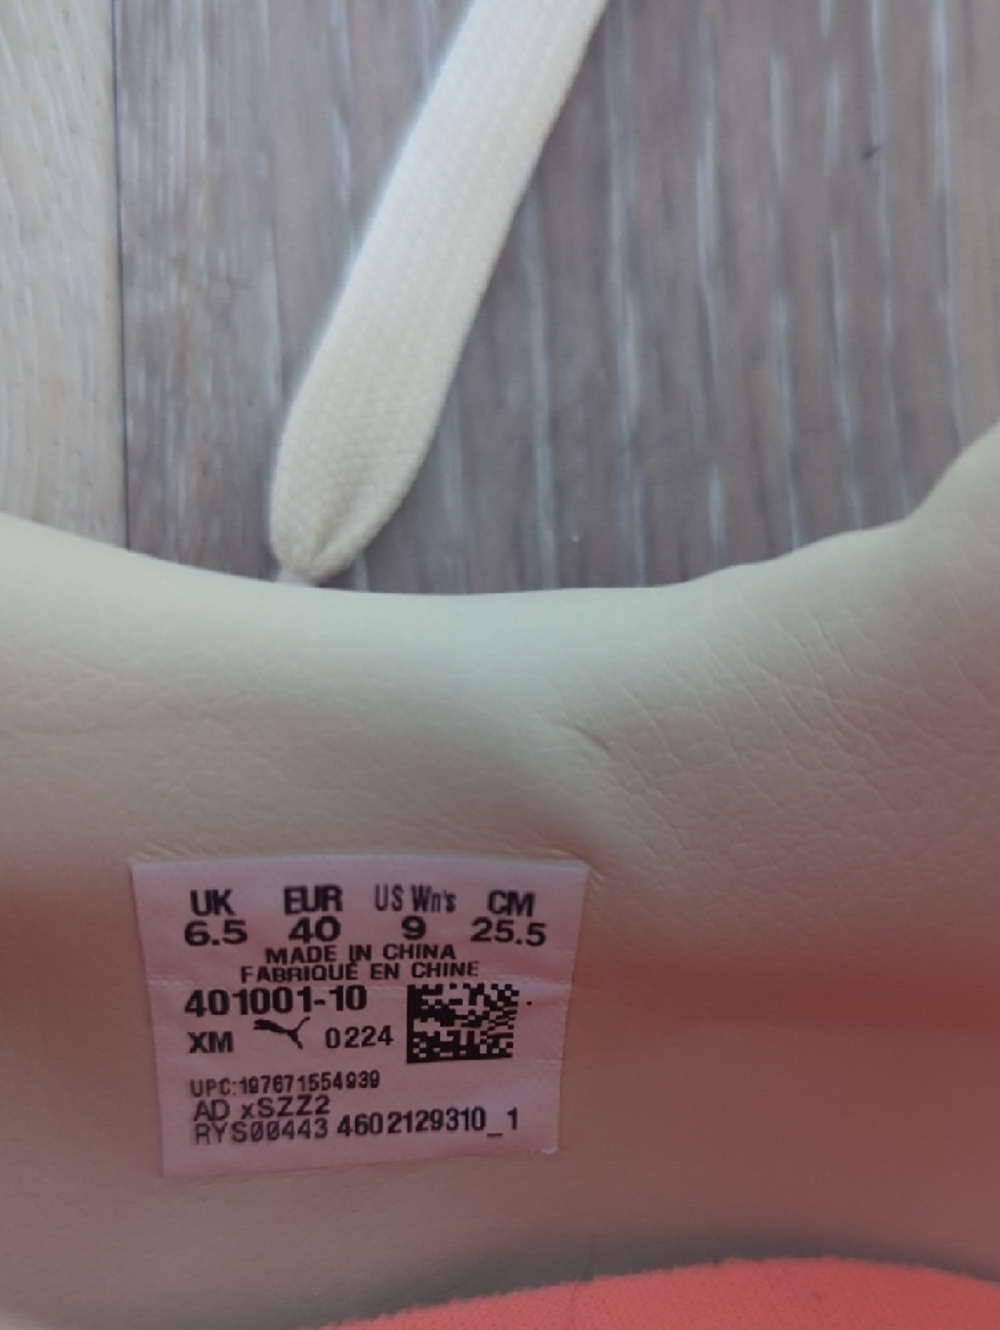 UK EUR US Wn's CM
6.5 40 9 25.5
MADE IN CHINA
FABRIQUÉ EN CHINE
401001-10
XM 0224
UPC:197671554939
AD xSZZ2
RYS00443 4602129310_1